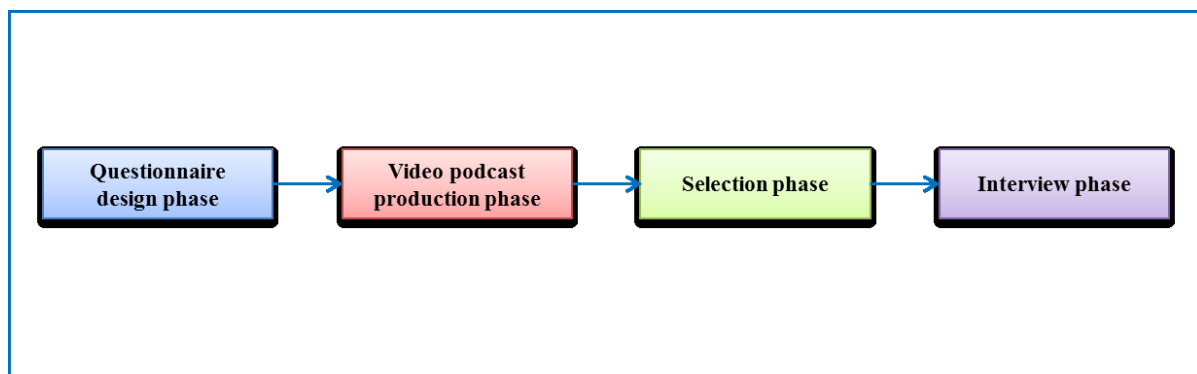 Questionnaire
design phase
Video podcast
production phase
Selection phase
Interview phase